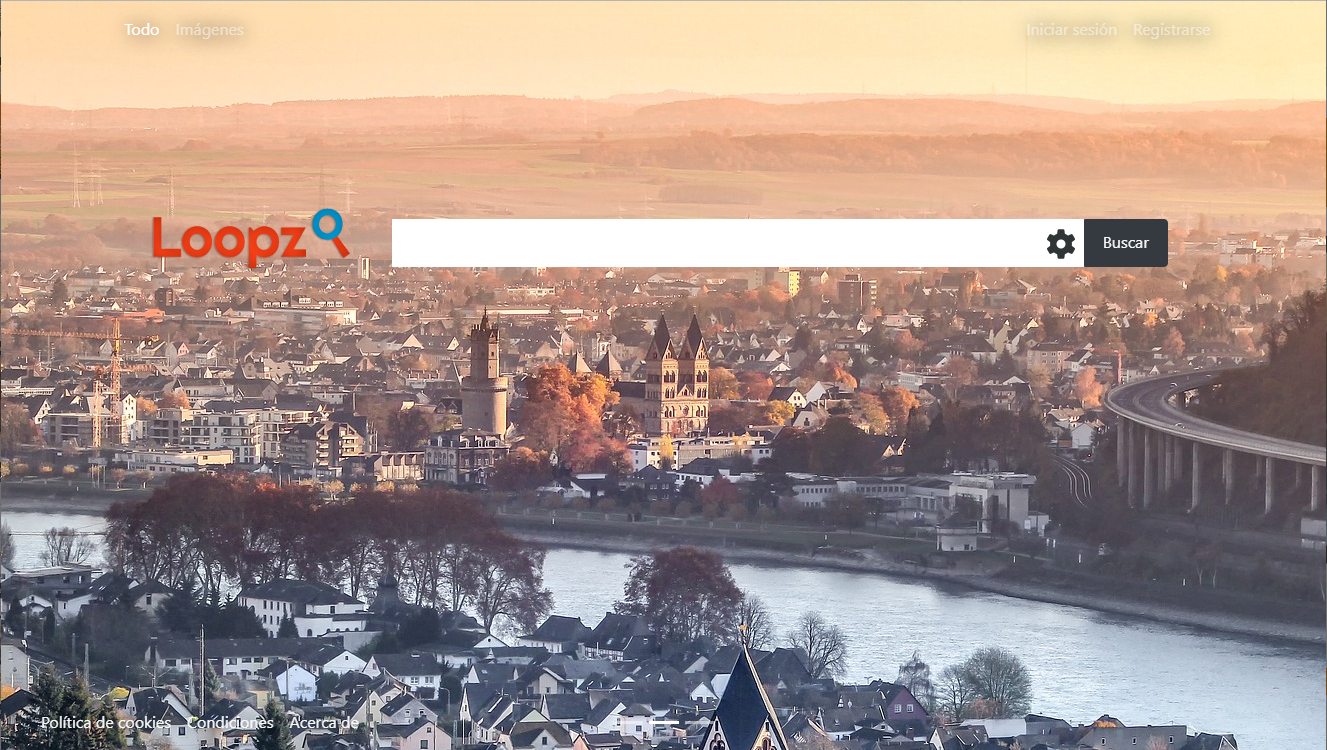 Todo Imágenes Iniciar sesión Registrarse
Loopz Buscar
Política de cookies Condiciones Acerca de